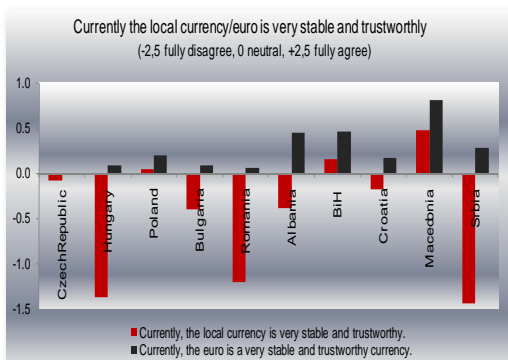 Currently the local currency/euro is very stable and trustworthly
(-2,5 fully disagree, 0 neutral, +2,5 fully agree)
1.0
0.5
0.0
-0.5
-1.0
-1.5
CzechRepublic
Hungary
Poland
Bulgaria
Romania
Albania
BiH
Croatia
Macedonia
Srbia
Currently, the local currency is very stable and trustworthy.
Currently, the euro is a very stable and trustworthy currency.